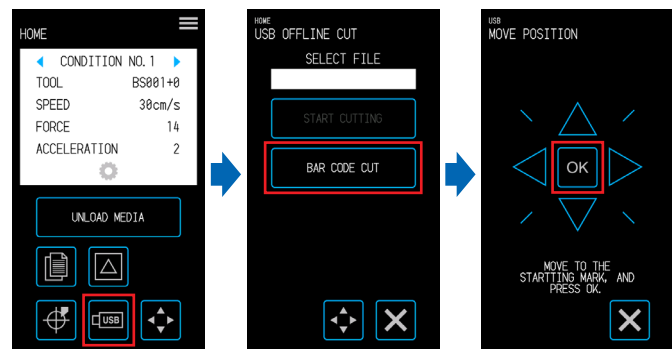 HOME
CONDITION NO.1
TOOL BS001+0
SPEED 30cm/s
FORCE 14
ACCELERATION 2
UNLOAD MEDIA
USB
HOME
USB OFFLINE CUT
SELECT FILE
START CUTTING
BAR CODE CUT
USB
MOVE POSITION
OK
MOVE TO THE
STARTTING MARK, AND
PRESS OK.